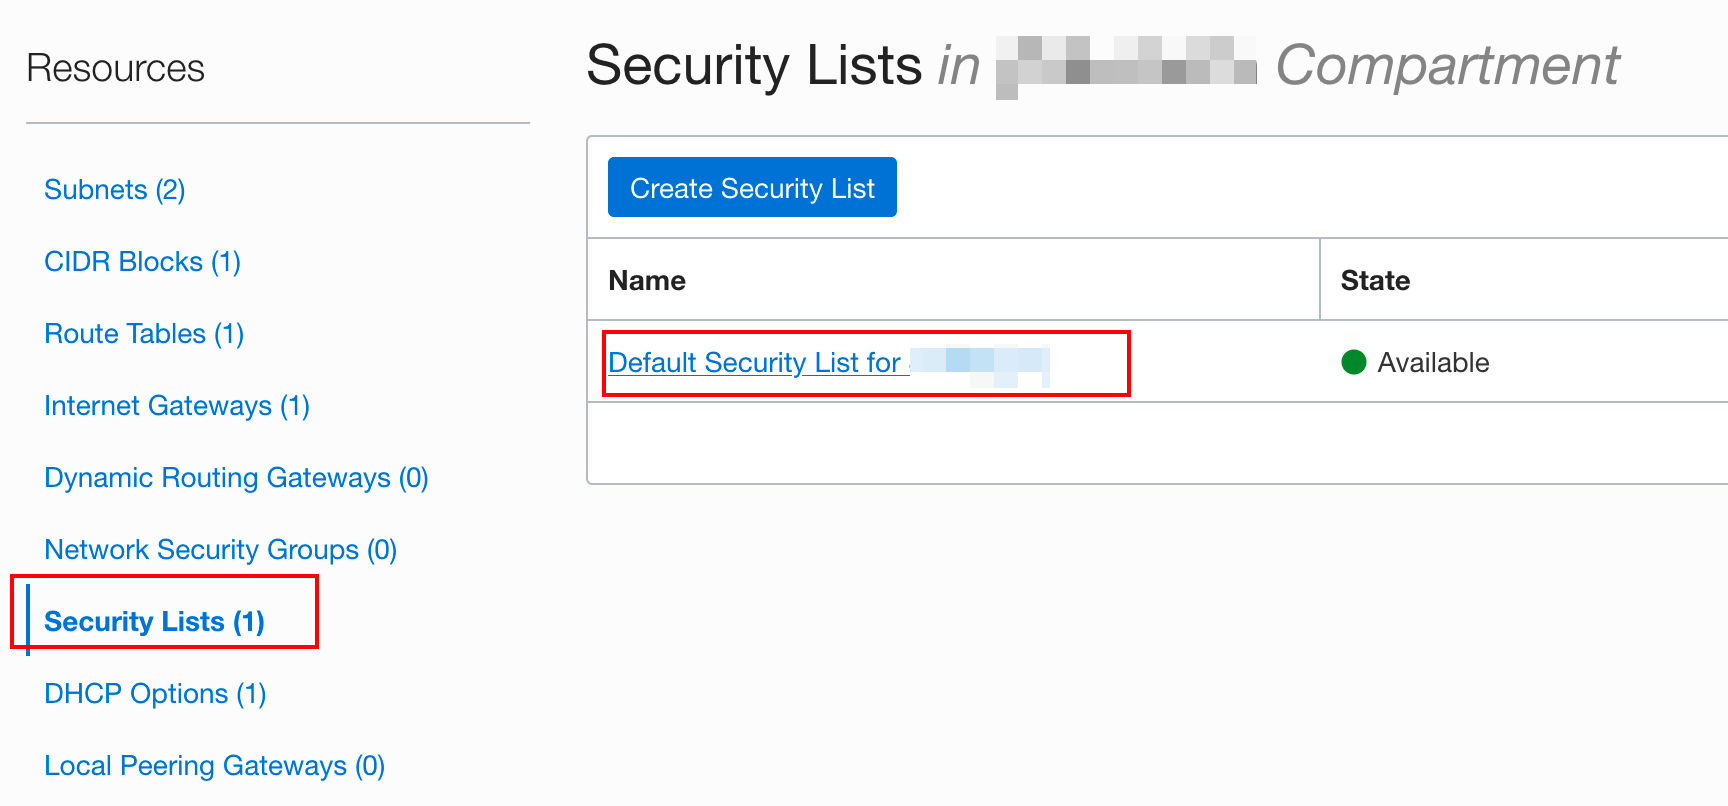 Resources
Subnets (2)
CIDR Blocks (1)
Route Tables (1)
Internet Gateways (1)
Dynamic Routing Gateways (0)
Network Security Groups (0)
Security Lists (1)
DHCP Options (1)
Local Peering Gateways (0)
Security Lists in Compartment
Create Security List
Name State
Default Security List for Available